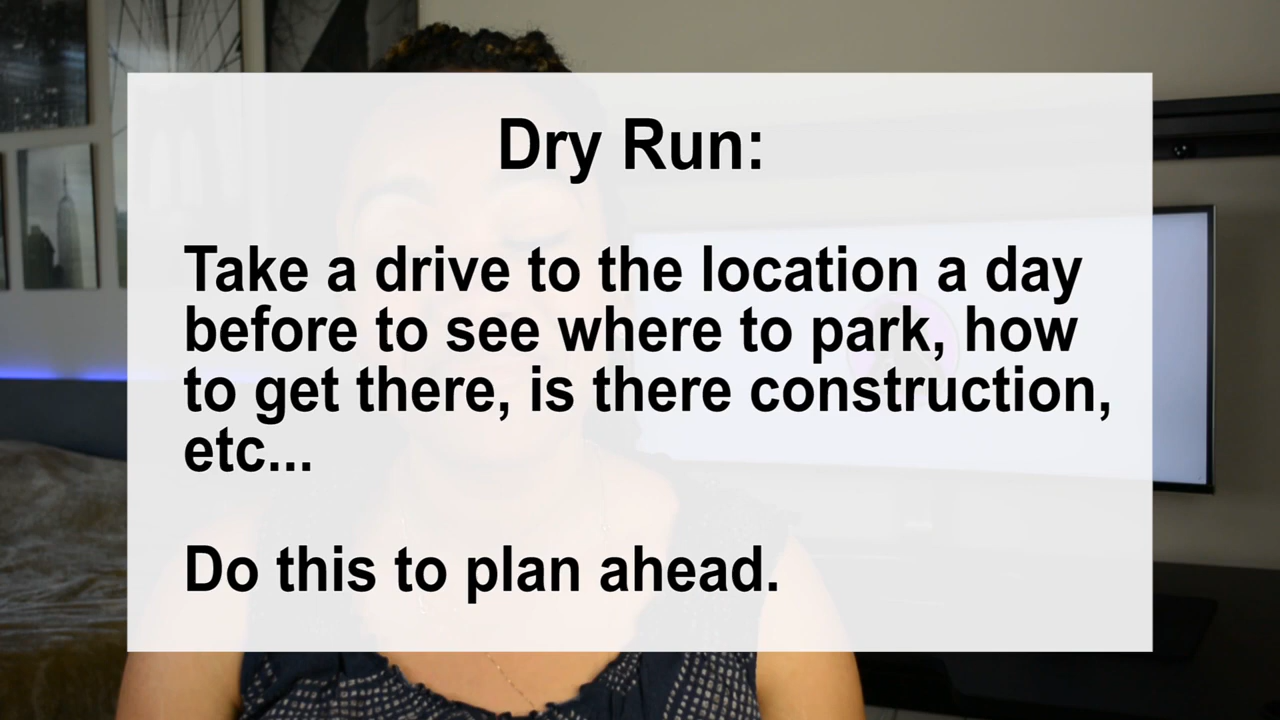 Dry Run:
Take a drive to the location a day
before to see where to park, how
to get there, is there construction,
etc...
Do this to plan ahead.